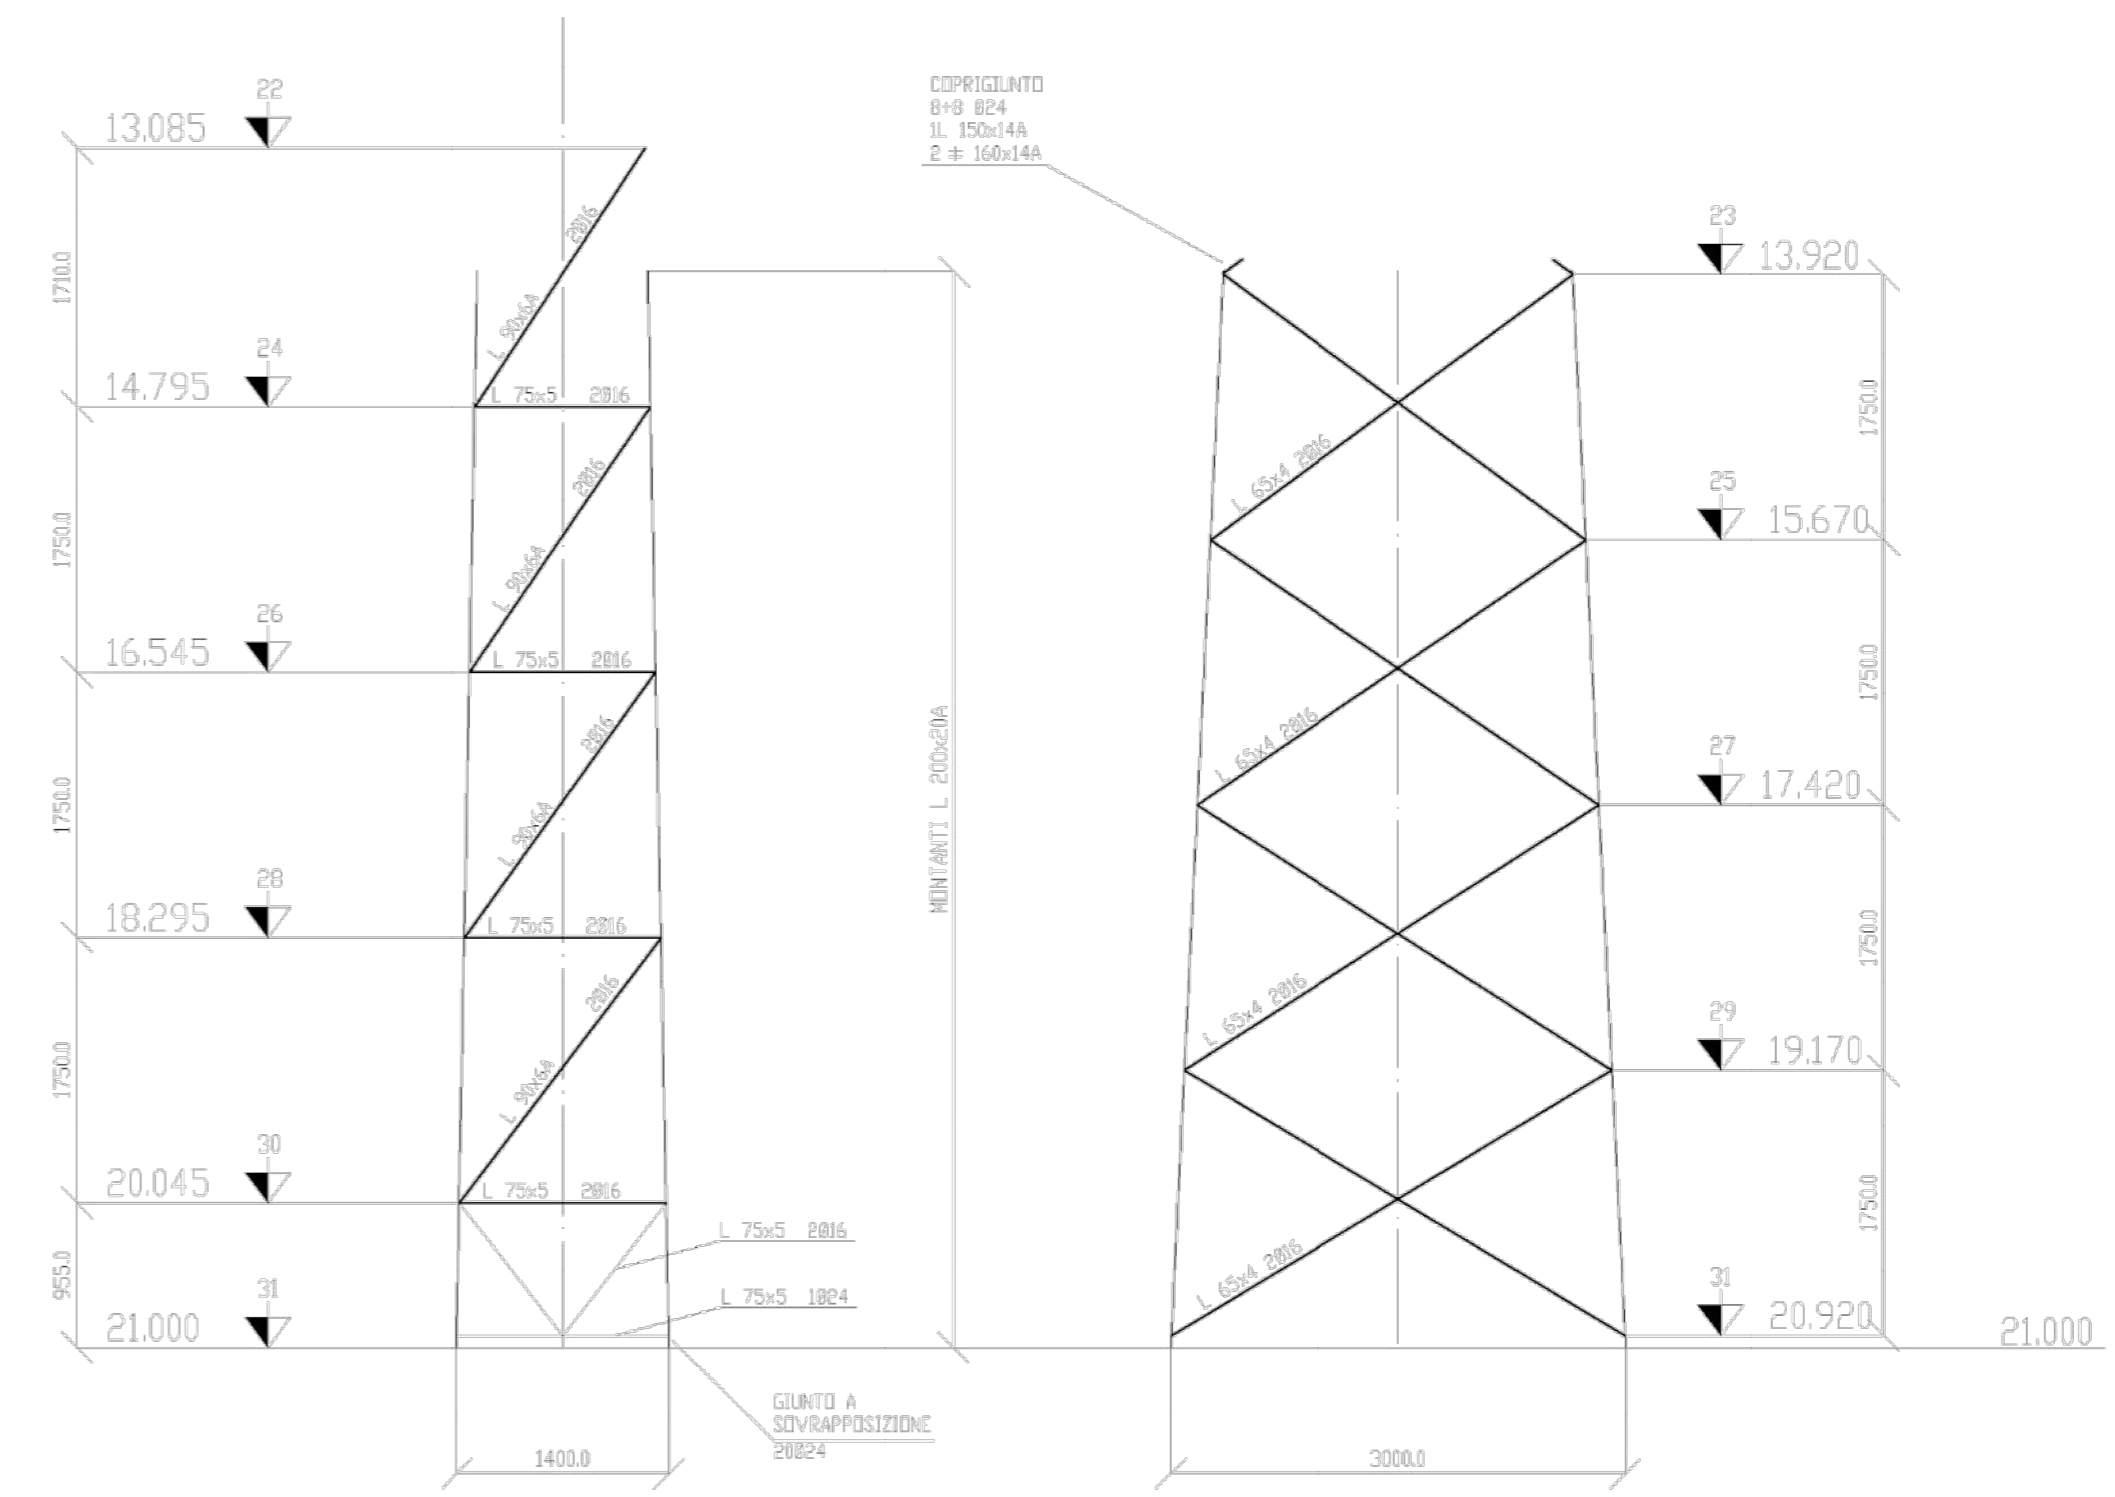 22
13.085
1710.0
2Ø16
L 90x6A
24
14.795
L 75x5 2Ø16
1750.0
2Ø16
L 90x6A
26
16.545
L 75x5 2Ø16
1750.0
2Ø16
L 90x6A
28
18.295
L 75x5 2Ø16
1750.0
2Ø16
L 90x6A
30
20.045
L 75x5 2Ø16
955.0
L 75x5 2Ø16
L 75x5 1Ø24
31
21.000
GIUNTO A
SOVRAPPOSIZIONE
20Ø24
1400.0
MONTANTI L 200x20A
COPRIGIUNTO
8+8 Ø24
1L 150x14A
2 ≠ 160x14A
23
13.920
1750.0
L 65x4 2Ø16
25
15.670
1750.0
L 65x4 2Ø16
27
17.420
1750.0
L 65x4 2Ø16
29
19.170
1750.0
L 65x4 2Ø16
31
20.920
21.000
3000.0